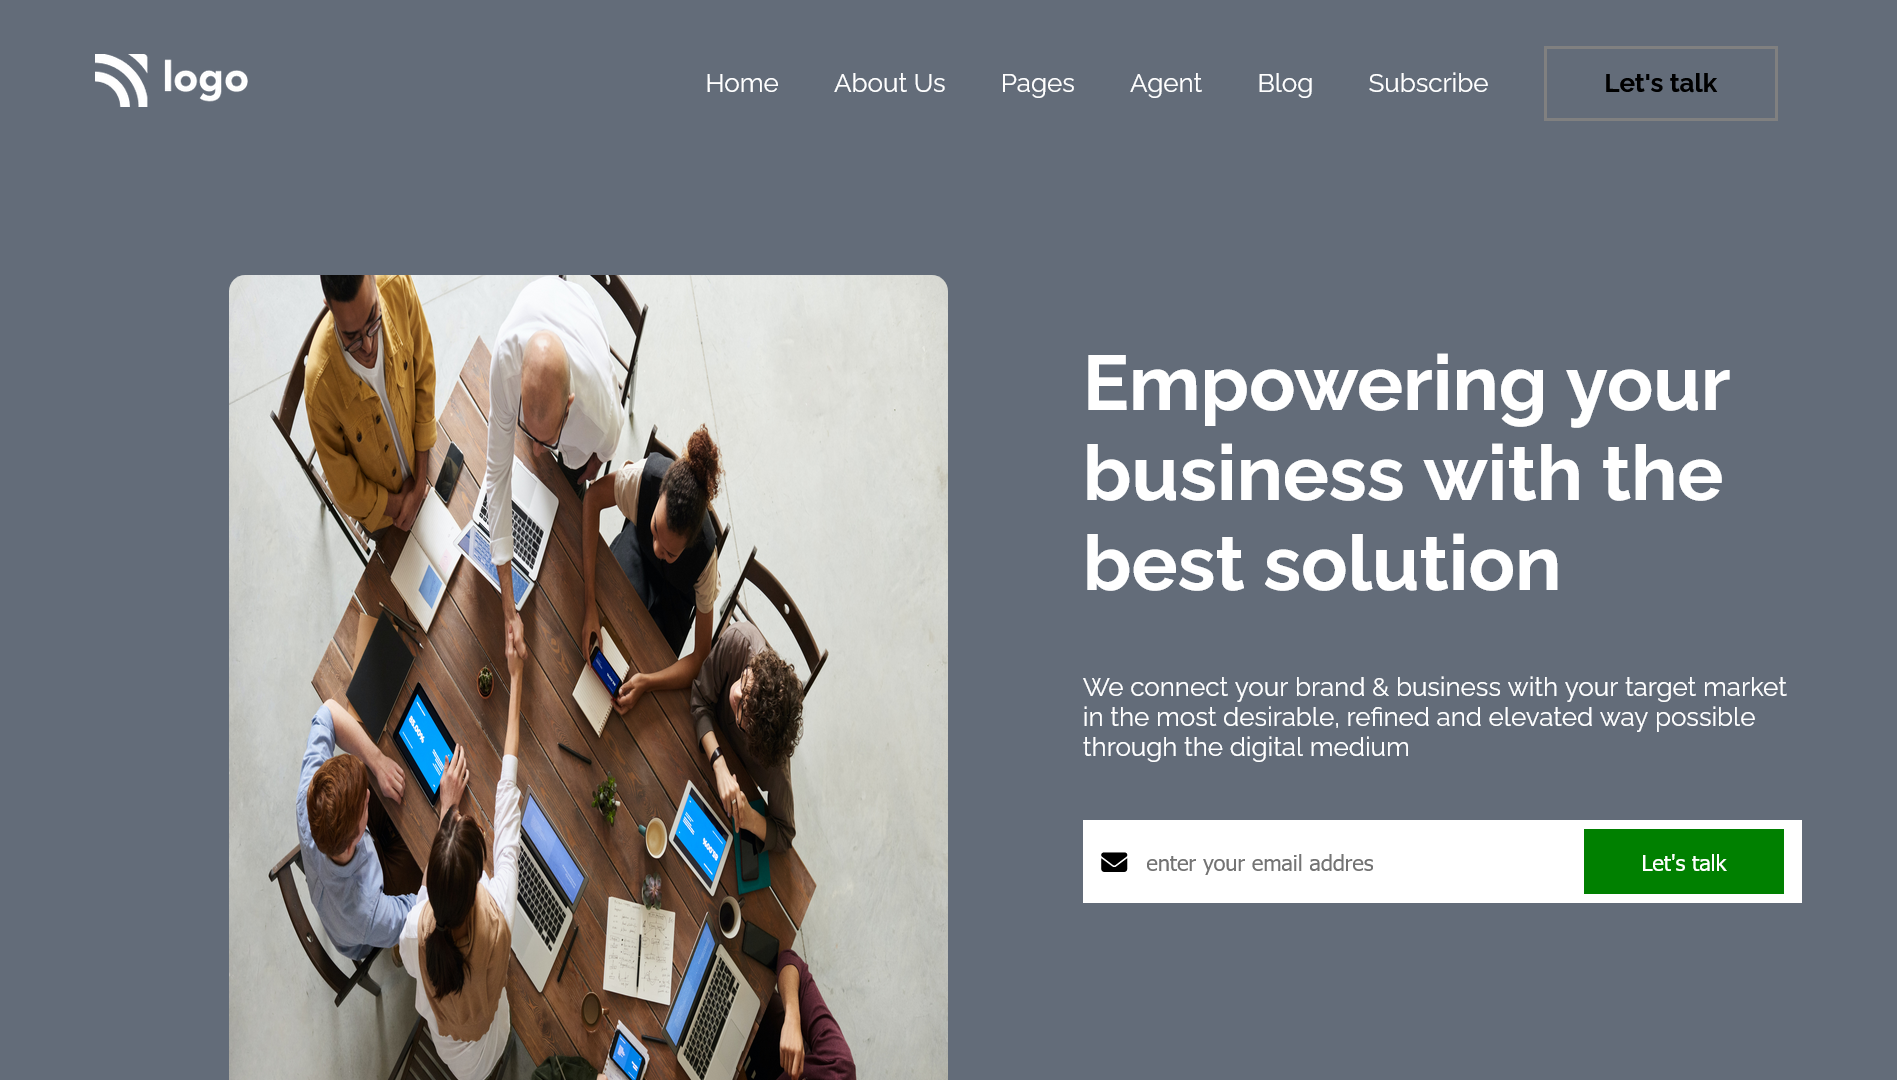 logo
Home
About Us
Pages
Agent
Blog
Subscribe
Let's talk
Empowering your
business with the
best solution
We connect your brand & business with your target market
in the most desirable, refined and elevated way possible
through the digital medium
enter your email addres
Let's talk